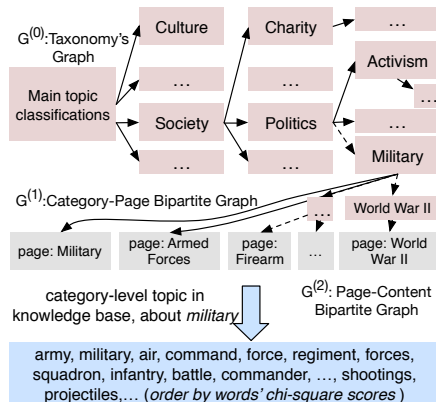 G(0):Taxonomy's
Graph
Main topic
classifications
Culture
...
Society
...
Charity
...
Politics
...
...
Activism
...
...
Military
G(1):Category-Page Bipartite Graph
...
World War II
page: Military
page: Armed
Forces
page:
Firearm
...
page: World
War II
G(2): Page-Content
Bipartite Graph
category-level topic in
knowledge base, about military
army, military, air, command, force, regiment, forces,
squadron, infantry, battle, commander, ..., shootings,
projectiles,... (order by words' chi-square scores )